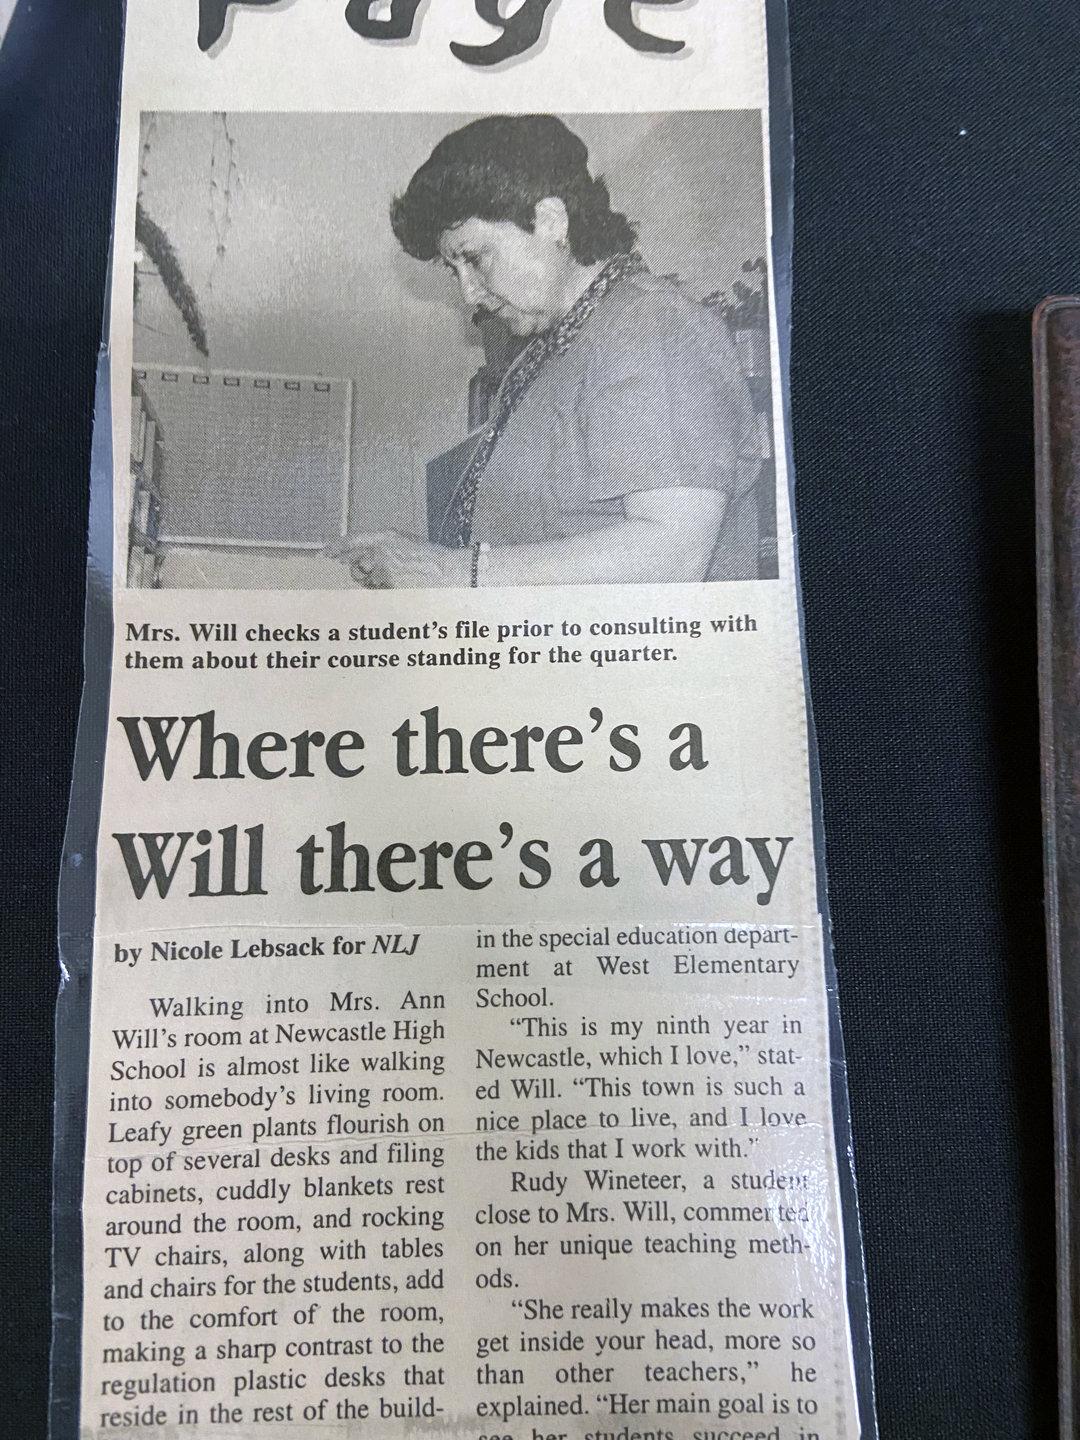 Page
Mrs. Will checks a student's file prior to consulting with
them about their course standing for the quarter.
Where there's a
Will there's a way
by Nicole Lebsack for NLJ
Walking into Mrs. Ann
Will's room at Newcastle High
School is almost like walking
into somebody's living room.
Leafy green plants flourish on
top of several desks and filing
cabinets, cuddly blankets rest
around the room, and rocking
TV chairs, along with tables
and chairs for the students, add
to the comfort of the room,
making a sharp contrast to the
regulation plastic desks that
reside in the rest of the build-
in the special education depart-
ment at West Elementary
School.
"This is my ninth year in
Newcastle, which I love," stat-
ed Will. "This town is such a
nice place to live, and I love
the kids that I work with."
Rudy Wineteer, a student
close to Mrs. Will, commented
on her unique teaching meth-
ods.
"She really makes the work
get inside your head, more so
than other teachers," he
explained. "Her main goal is to
see her students succeed in